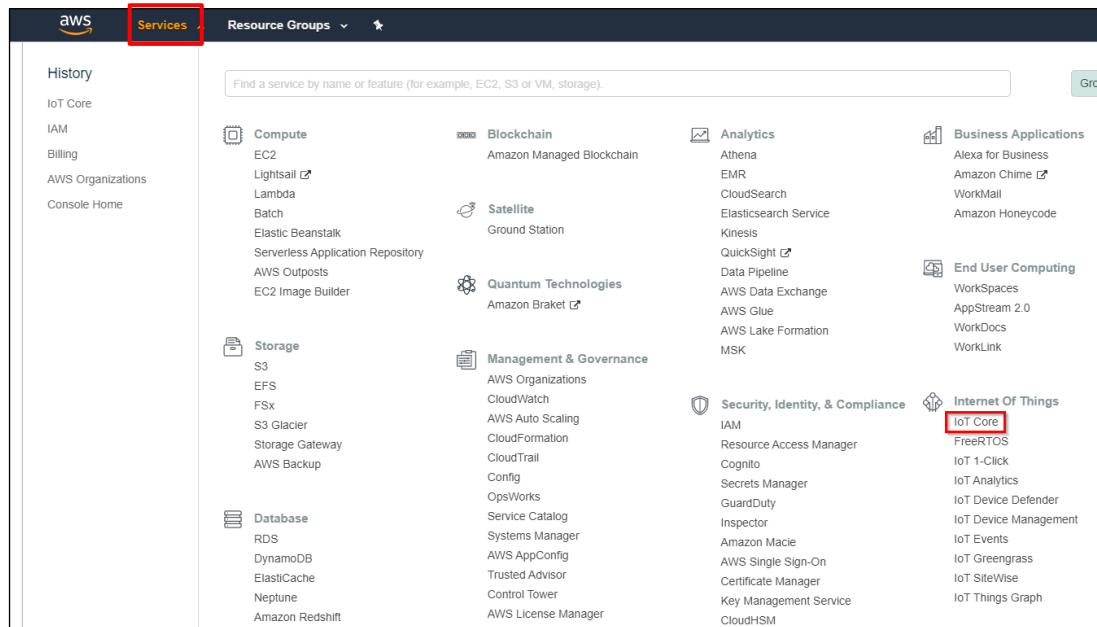 aws
Services
Resource Groups
History
IoT Core
IAM
Billing
AWS Organizations
Console Home
Find a service by name or feature (for example, EC2, S3 or VM, storage).
Gro
Compute
EC2
Lightsail
Lambda
Batch
Elastic Beanstalk
Serverless Application Repository
AWS Outposts
EC2 Image Builder
Storage
S3
EFS
FSx
S3 Glacier
Storage Gateway
AWS Backup
Database
RDS
DynamoDB
ElastiCache
Neptune
Amazon Redshift
Blockchain
Amazon Managed Blockchain
Satellite
Ground Station
Quantum Technologies
Amazon Braket
Management & Governance
AWS Organizations
CloudWatch
AWS Auto Scaling
CloudFormation
CloudTrail
Config
OpsWorks
Service Catalog
Systems Manager
AWS AppConfig
Trusted Advisor
Control Tower
AWS License Manager
Analytics
Athena
EMR
CloudSearch
Elasticsearch Service
Kinesis
QuickSight
Data Pipeline
AWS Data Exchange
AWS Glue
AWS Lake Formation
MSK
Security, Identity, & Compliance
IAM
Resource Access Manager
Cognito
Secrets Manager
GuardDuty
Inspector
Amazon Macie
AWS Single Sign-On
Certificate Manager
Key Management Service
CloudHSM
Business Applications
Alexa for Business
Amazon Chime
WorkMail
Amazon Honeycode
End User Computing
WorkSpaces
AppStream 2.0
WorkDocs
WorkLink
Internet Of Things
IoT Core
FreeRTOS
IoT 1-Click
IoT Analytics
IoT Device Defender
IoT Device Management
IoT Events
IoT Greengrass
IoT SiteWise
IoT Things Graph